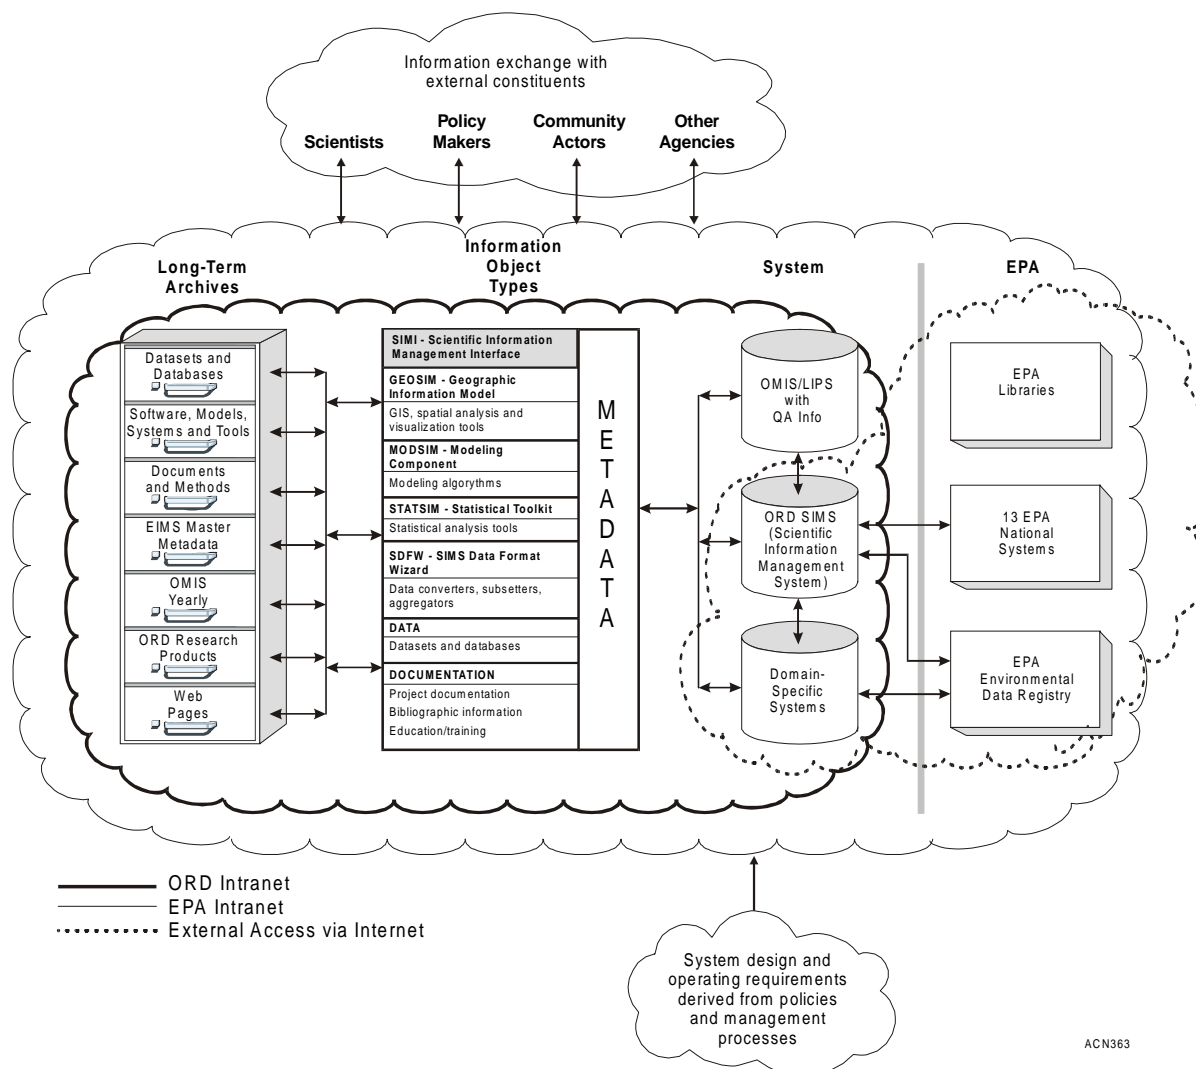 Information exchange with
external constituents
Scientists
Policy
Makers
Community
Actors
Other
Agencies
Long-Term
Archives
Information
Object
Types
System
EPA
Datasets and
Databases
Software, Models,
Systems and Tools
Documents
and Methods
EIMS Master
Metadata
OMIS
Yearly
ORD Research
Products
Web
Pages
SIMI - Scientific Information
Management Interface
GEOSIM - Geographic
Information Model
GIS, spatial analysis and
visualization tools
MODSIM - Modeling
Component
Modeling algorythms
STATSIM - Statistical Toolkit
Statistical analysis tools
SDFW - SIMS Data Format
Wizard
Data converters, subsetters,
aggregators
DATA
Datasets and databases
DOCUMENTATION
Project documentation
Bibliographic information
Education/training
METADATA
OMIS/LIPS
with
QA Info
ORD SIMS
(Scientific
Information
Management
System)
Domain-
Specific
Systems
EPA
Libraries
13 EPA
National
Systems
EPA
Environmental
Data Registry
ORD Intranet
EPA Intranet
External Access via Internet
System design and
operating requirements
derived from policies
and management
processes
ACN363